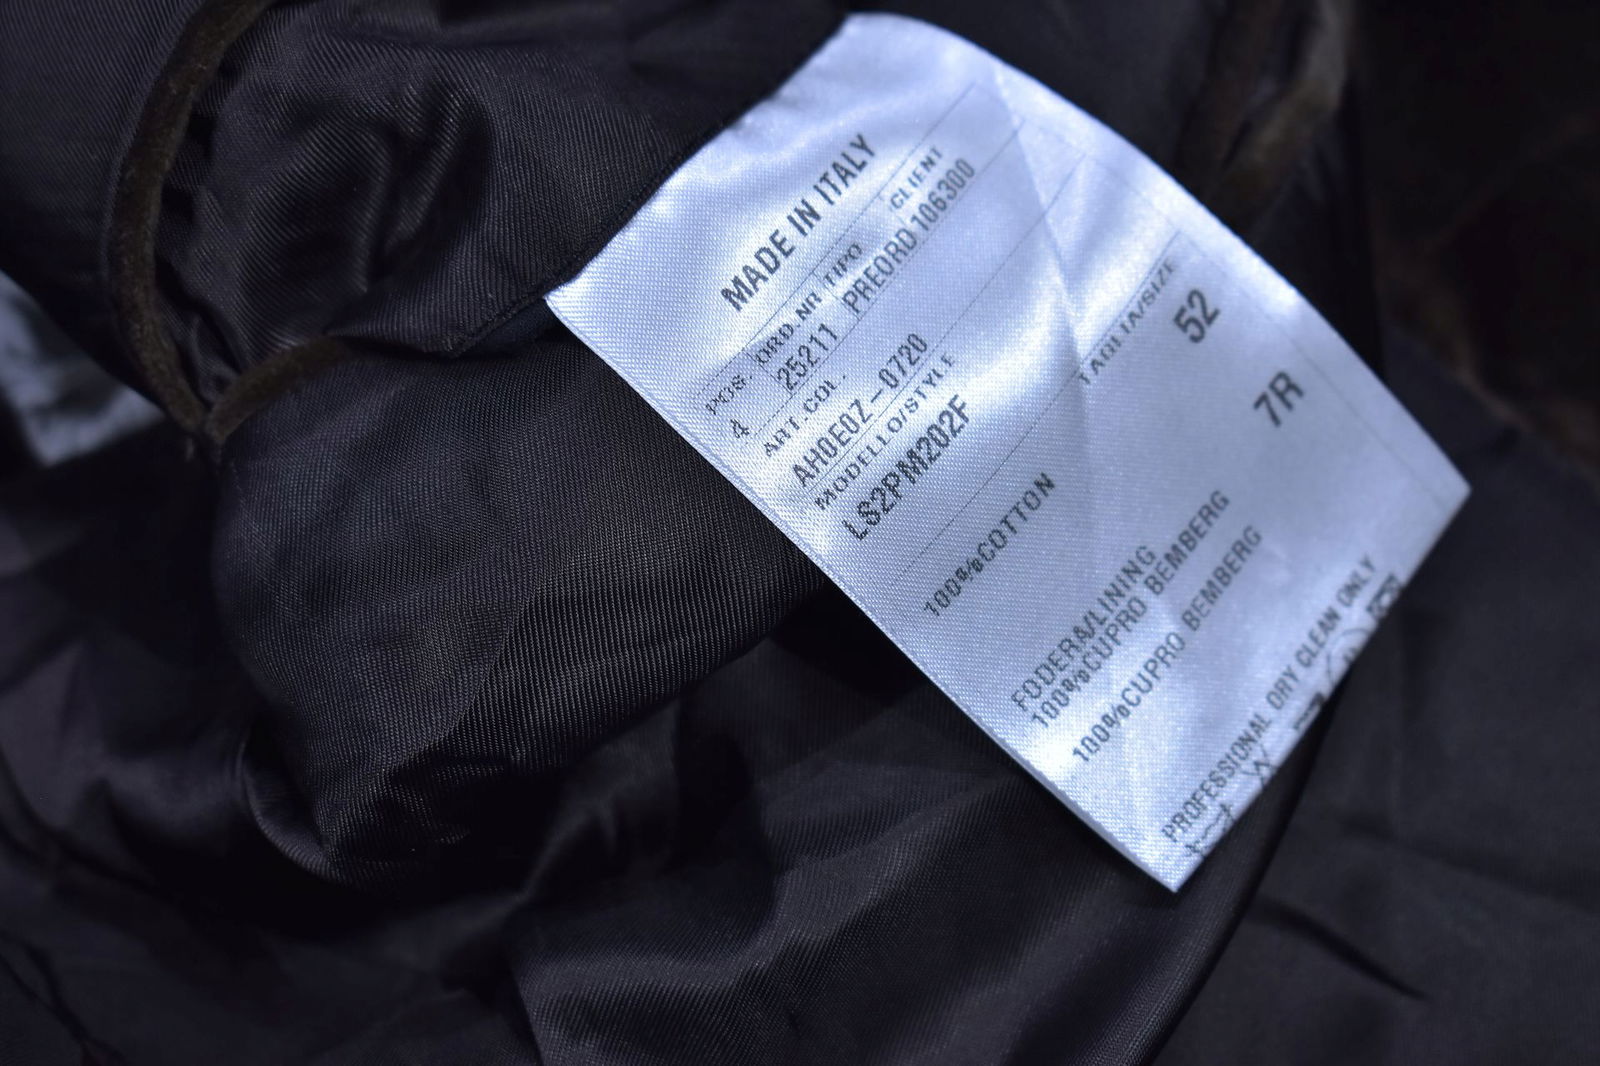 MADE IN ITALY
POS. ORD.NR TIPO CLIENT
4 25211 PREORD 106300
ART.COL.
AH0E0Z-0720
MODELLO/STYLE TAGLIA/SIZE
LS2PM202F 52
7R
100%COTTON
FODERA/LINING
100%CUPRO BEMBERG
100%CUPRO BEMBERG
PROFESSIONAL DRY CLEAN ONLY